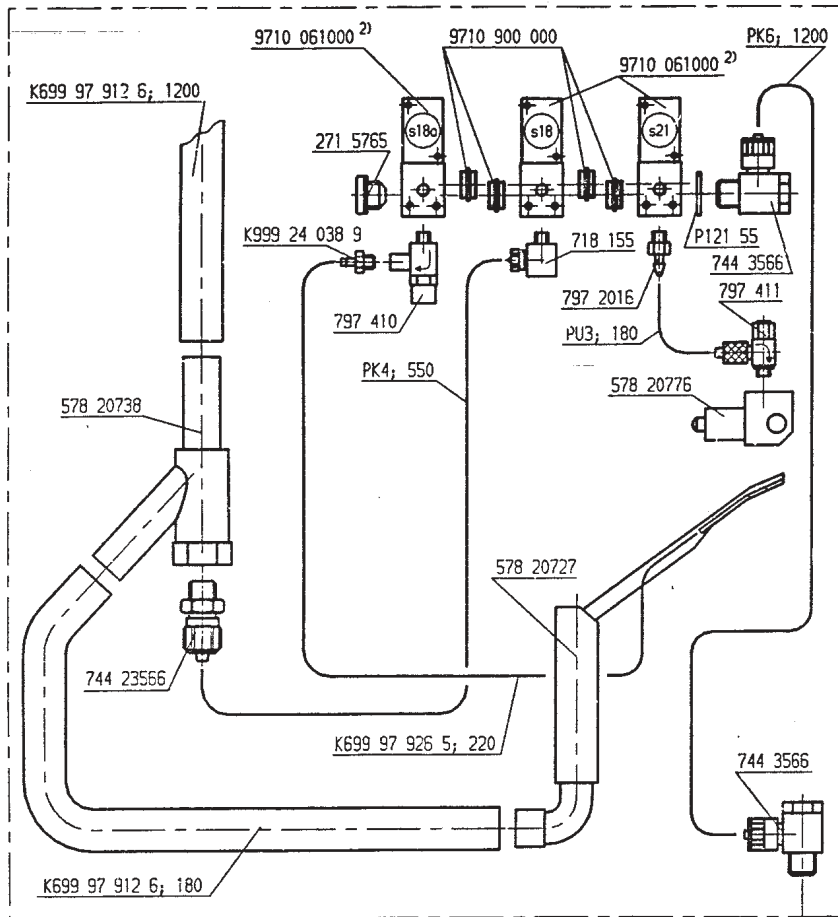 9710 061000 2)
9710 900 000
PK6; 1200
9710 061000 2)
K699 97 912 6; 1200
271 5765
s18a
s18
s21
K999 24 038 9
718 155
P121 55
744 3566
797 410
797 2016
797 411
PU3; 180
PK4; 550
578 20776
578 20738
578 20727
744 23566
K699 97 926 5; 220
744 3566
K699 97 912 6; 180